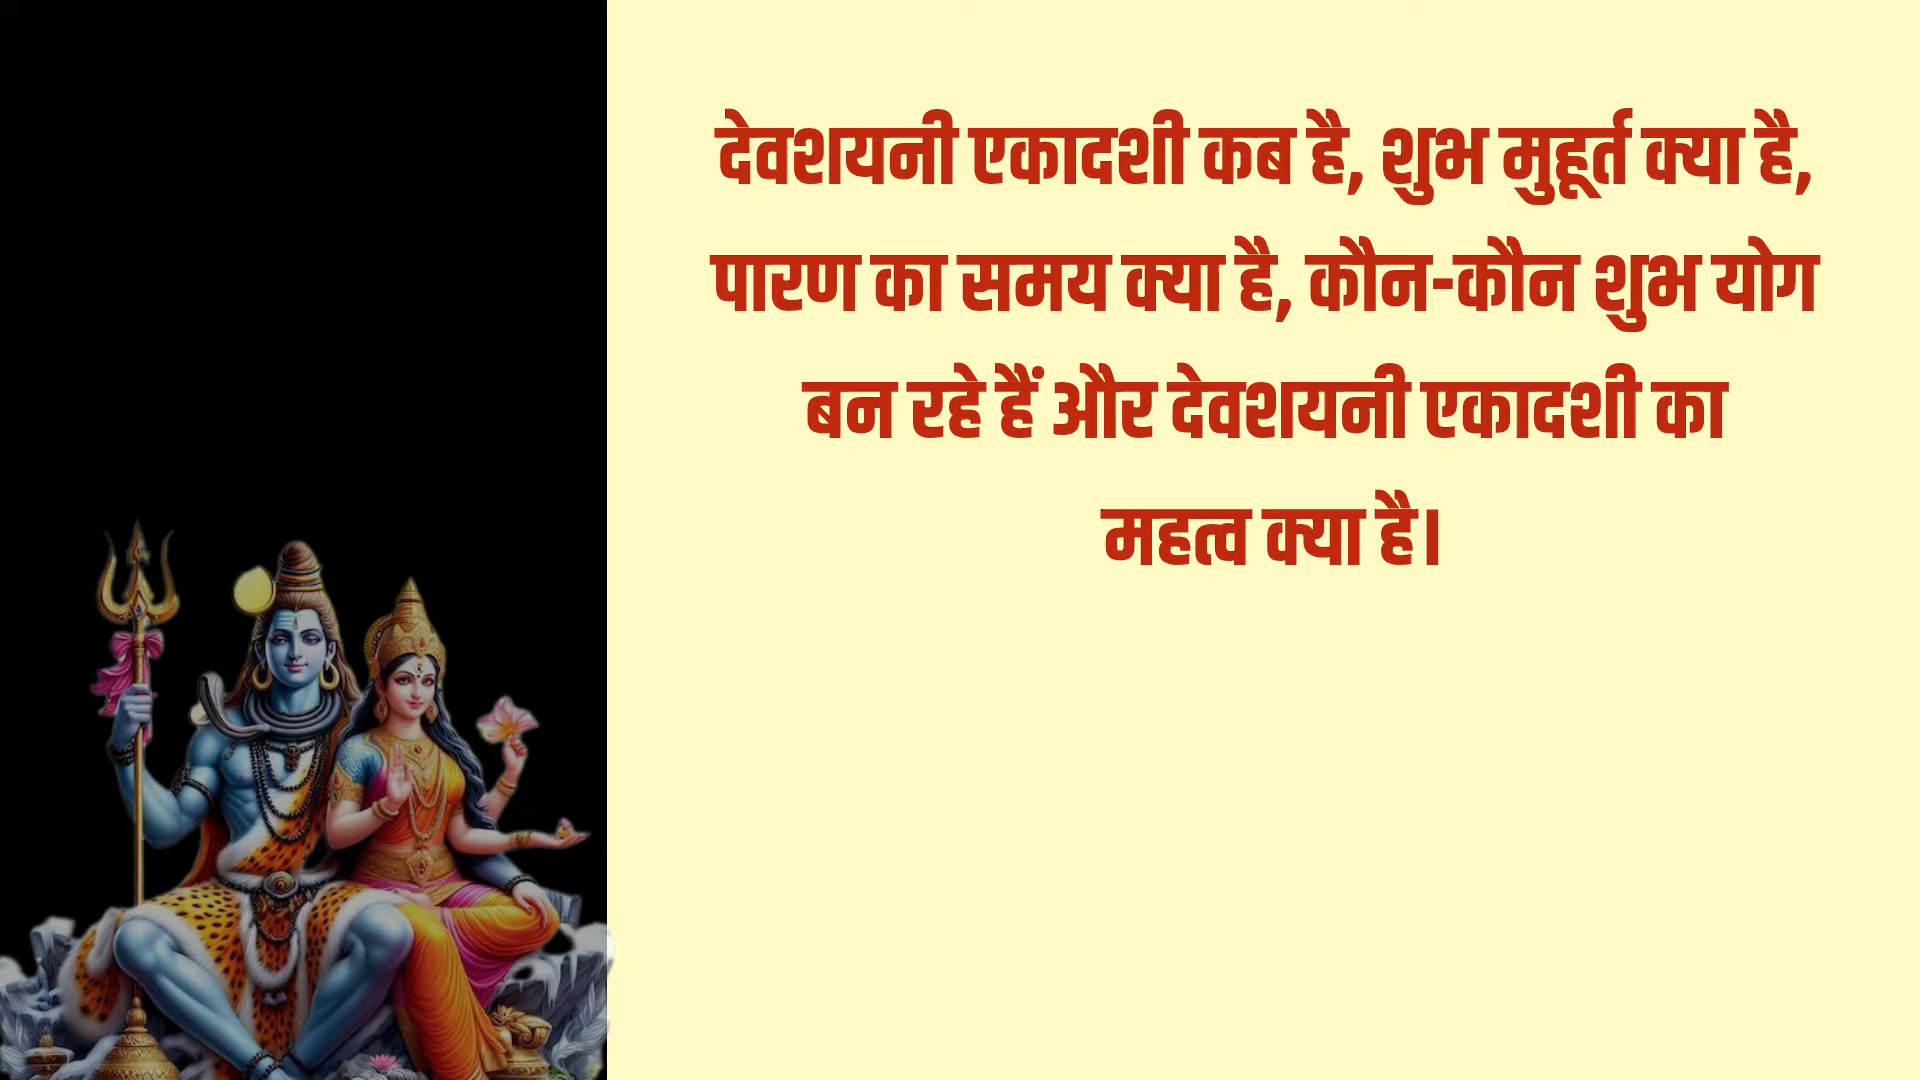 देवशयनी एकादशी कब है, शुभ मुहूर्त क्या है,
पारण का समय क्या है, कौन-कौन शुभ योग
बन रहे हैं और देवशयनी एकादशी का
महत्व क्या है।